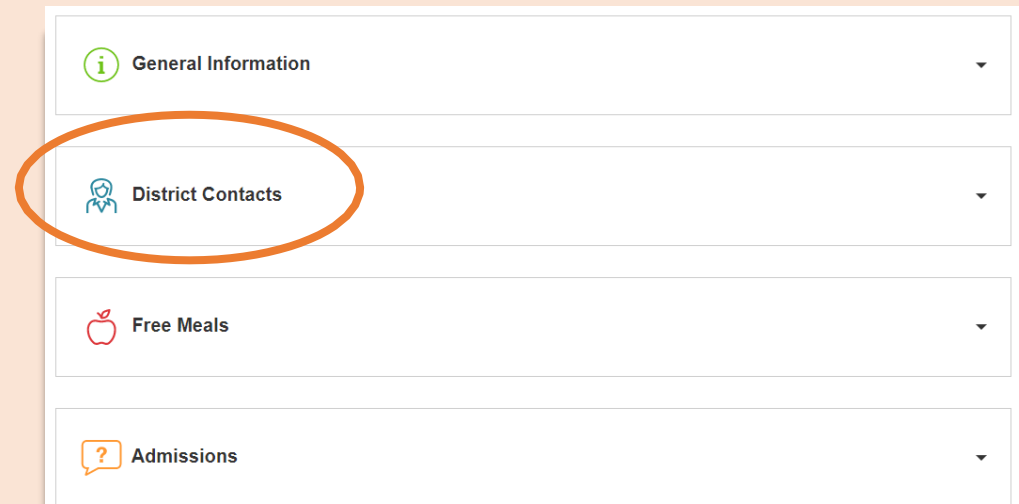 General Information
District Contacts
Free Meals
Admissions